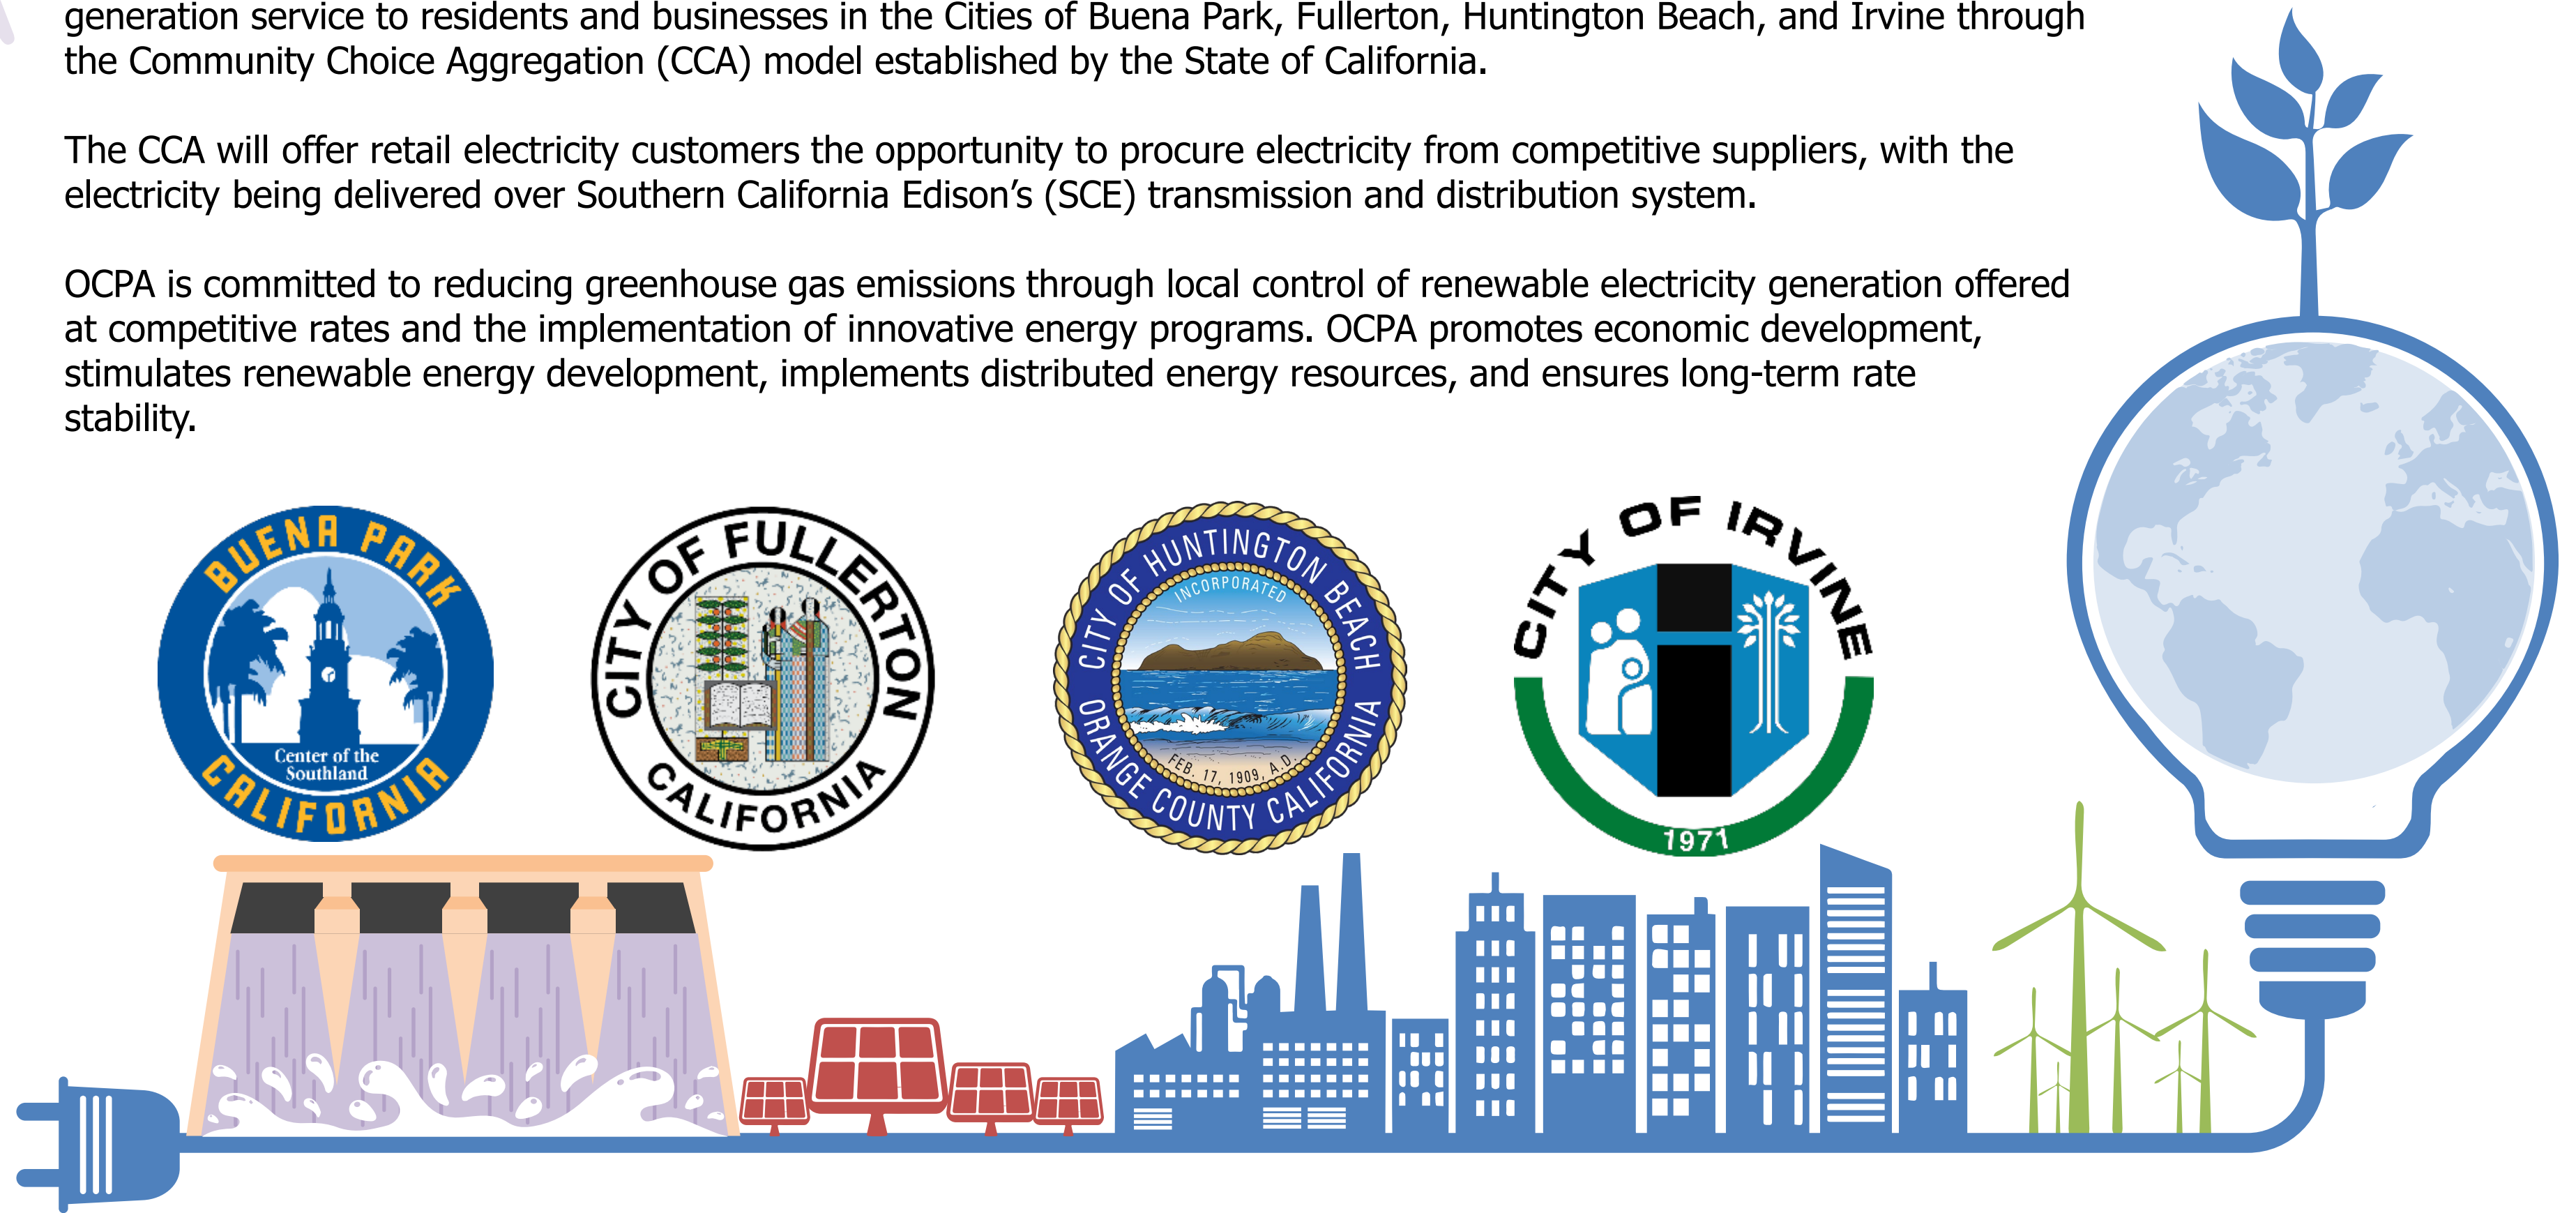 generation service to residents and businesses in the Cities of Buena Park, Fullerton, Huntington Beach, and Irvine through
the Community Choice Aggregation (CCA) model established by the State of California.
The CCA will offer retail electricity customers the opportunity to procure electricity from competitive suppliers, with the
electricity being delivered over Southern California Edison’s (SCE) transmission and distribution system.
OCPA is committed to reducing greenhouse gas emissions through local control of renewable electricity generation offered
at competitive rates and the implementation of innovative energy programs. OCPA promotes economic development,
stimulates renewable energy development, implements distributed energy resources, and ensures long-term rate
stability.
BUENA PARK
Center of the
Southland
CALIFORNIA
CITY OF FULLERTON
CALIFORNIA
CITY OF HUNTINGTON BEACH
INCORPORATED
FEB. 17, 1909, A.D.
ORANGE COUNTY CALIFORNIA
CITY OF IRVINE
1971